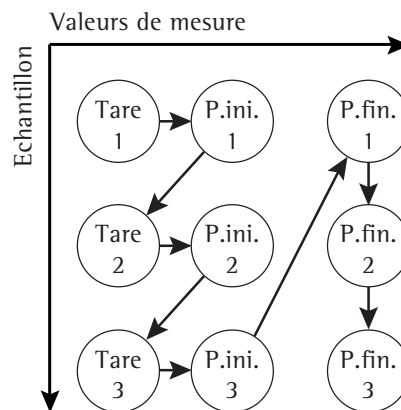 Valeurs de mesure
Echantillon
Tare
1
P.ini.
1
P.fin.
1
Tare
2
P.ini.
2
P.fin.
2
Tare
3
P.ini.
3
P.fin.
3